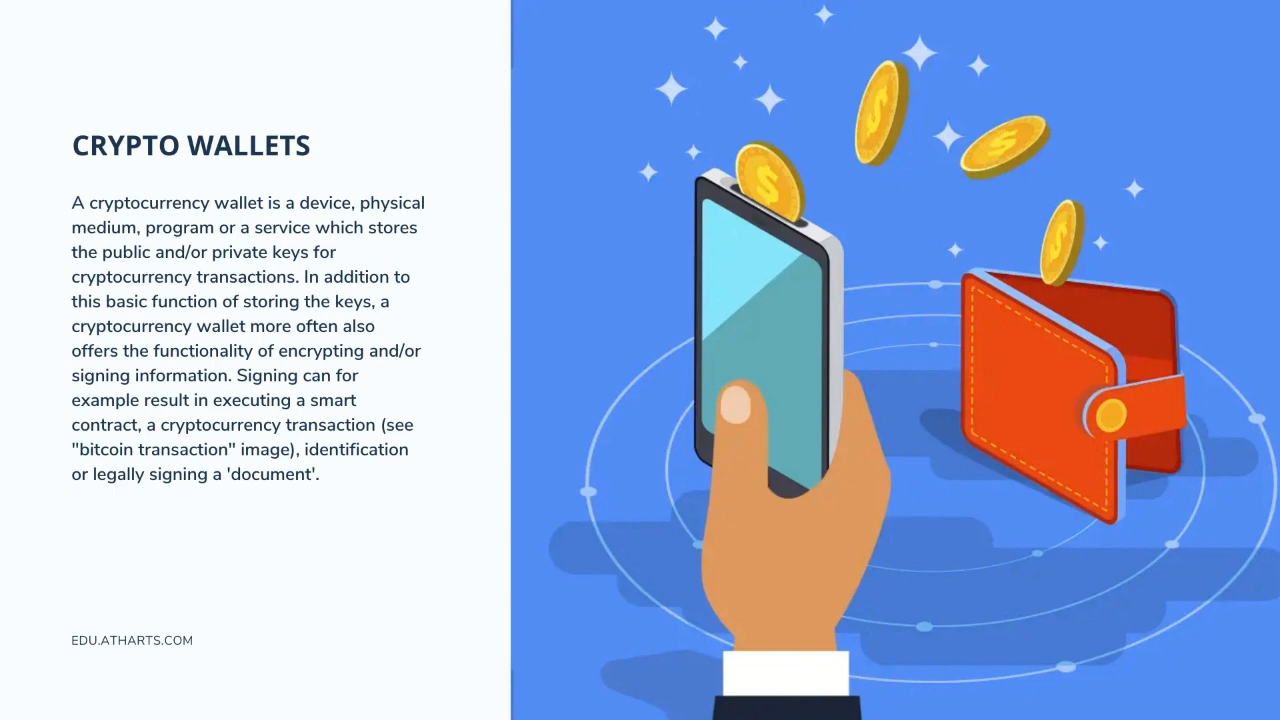 CRYPTO WALLETS
A cryptocurrency wallet is a device, physical
medium, program or a service which stores
the public and/or private keys for
cryptocurrency transactions. In addition to
this basic function of storing the keys, a
cryptocurrency wallet more often also
offers the functionality of encrypting and/or
signing information. Signing can for
example result in executing a smart
contract, a cryptocurrency transaction (see
"bitcoin transaction" image), identification
or legally signing a 'document'.
EDU.ATHARTS.COM